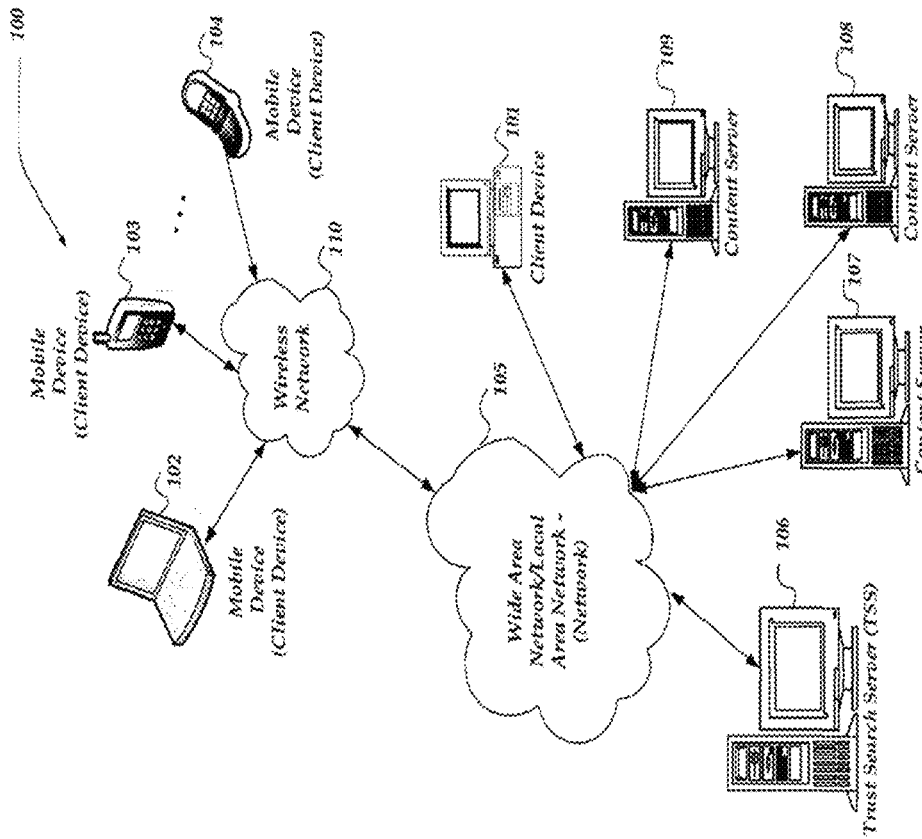 100
Mobile
Device
(Client Device)
103
104
Mobile
Device
(Client Device)
102
Mobile
Device
(Client Device)
Wireless
Network
110
105
Wide Area
Network/Local
Area Network -
(Network)
101
Client Device
109
Content Server
108
Content Server
107
Content Server
106
Trust Search Server (TSS)